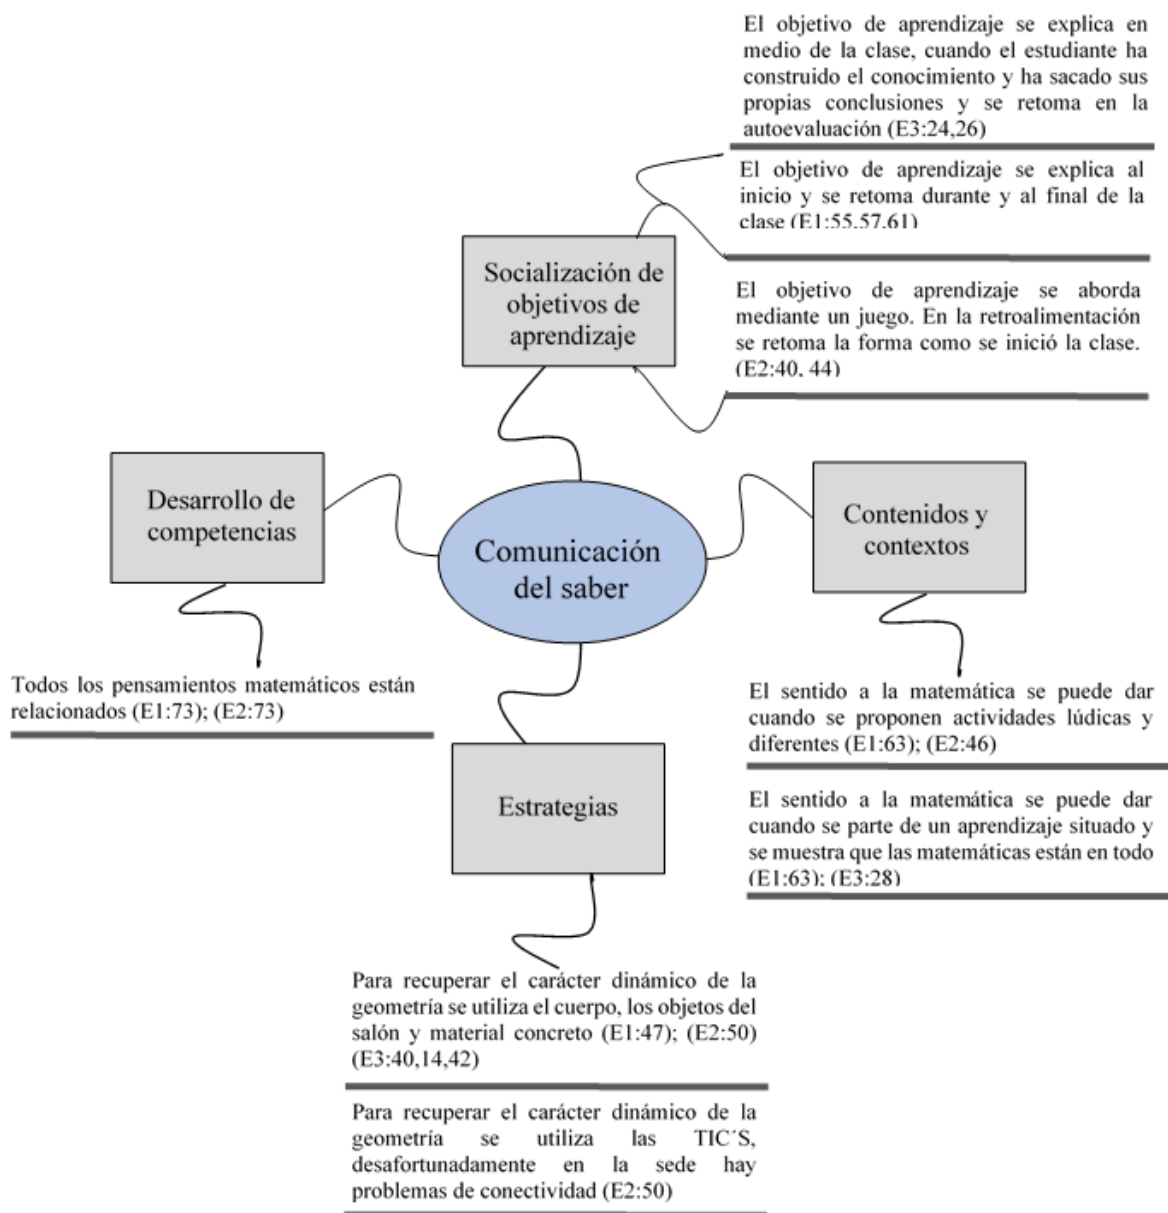 El objetivo de aprendizaje se explica en
medio de la clase, cuando el estudiante ha
construido el conocimiento y ha sacado sus
propias conclusiones y se retoma en la
autoevaluación (E3:24,26)
El objetivo de aprendizaje se explica al
inicio y se retoma durante y al final de la
clase (E1:55,57,61)
Socialización de
objetivos de
aprendizaje
El objetivo de aprendizaje se aborda
mediante un juego. En la retroalimentación
se retoma la forma como se inició la clase.
(E2:40, 44)
Desarrollo de
competencias
Contenidos y
contextos
Comunicación
del saber
Todos los pensamientos matemáticos están
relacionados (E1:73); (E2:73)
El sentido a la matemática se puede dar
cuando se proponen actividades lúdicas y
diferentes (E1:63); (E2:46)
Estrategias
El sentido a la matemática se puede dar
cuando se parte de un aprendizaje situado y
se muestra que las matemáticas están en todo
(E1:63); (E3:28)
Para recuperar el carácter dinámico de la
geometría se utiliza el cuerpo, los objetos del
salón y material concreto (E1:47); (E2:50)
(E3:40,14,42)
Para recuperar el carácter dinámico de la
geometría se utiliza las TIC´S,
desafortunadamente en la sede hay
problemas de conectividad (E2:50)